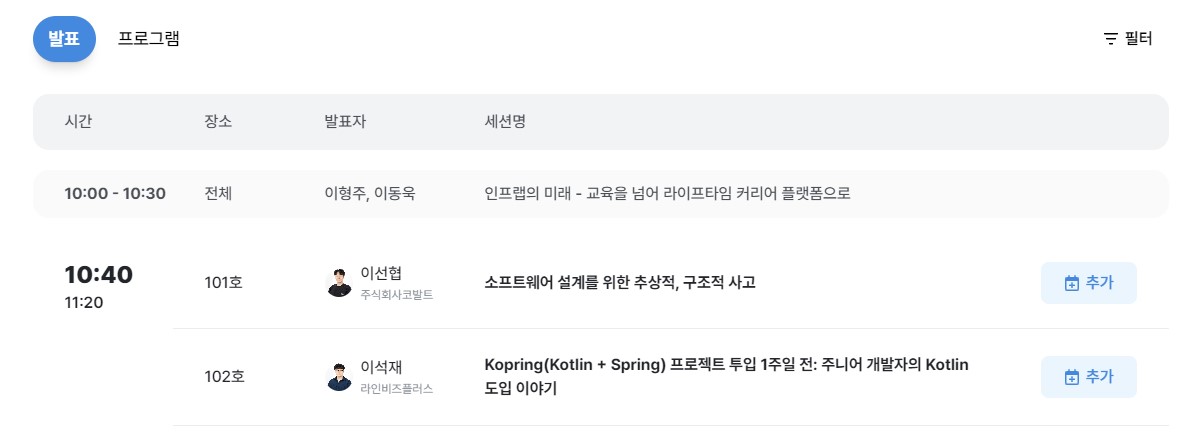 발표 프로그램 필터
시간 장소 발표자 세션명
10:00 - 10:30 전체 이형주, 이동욱 인프랩의 미래 - 교육을 넘어 라이프타임 커리어 플랫폼으로
10:40
11:20
101호
이선협
주식회사코발트
소프트웨어 설계를 위한 추상적, 구조적 사고
추가
102호
이석재
라인비즈플러스
Kopring(Kotlin + Spring) 프로젝트 투입 1주일 전: 주니어 개발자의 Kotlin
도입 이야기
추가